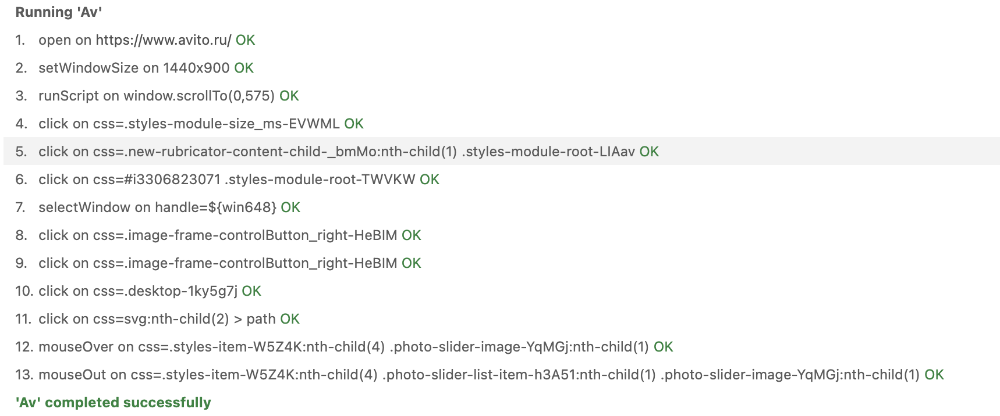 Running 'Av'
1. open on https://www.avito.ru/ OK
2. setWindowSize on 1440x900 OK
3. runScript on window.scrollTo(0,575) OK
4. click on css=.styles-module-size_ms-EVWML OK
5. click on css=.new-rubricator-content-child-_bmMo:nth-child(1) .styles-module-root-LIAav OK
6. click on css=#i3306823071 .styles-module-root-TWVKW OK
7. selectWindow on handle=${win648} OK
8. click on css=.image-frame-controlButton_right-HeBIM OK
9. click on css=.image-frame-controlButton_right-HeBIM OK
10. click on css=.desktop-1ky5g7j OK
11. click on css=svg:nth-child(2) > path OK
12. mouseOver on css=.styles-item-W5Z4K:nth-child(4) .photo-slider-image-YqMGj:nth-child(1) OK
13. mouseOut on css=.styles-item-W5Z4K:nth-child(4) .photo-slider-list-item-h3A51:nth-child(1) .photo-slider-image-YqMGj:nth-child(1) OK
'Av' completed successfully